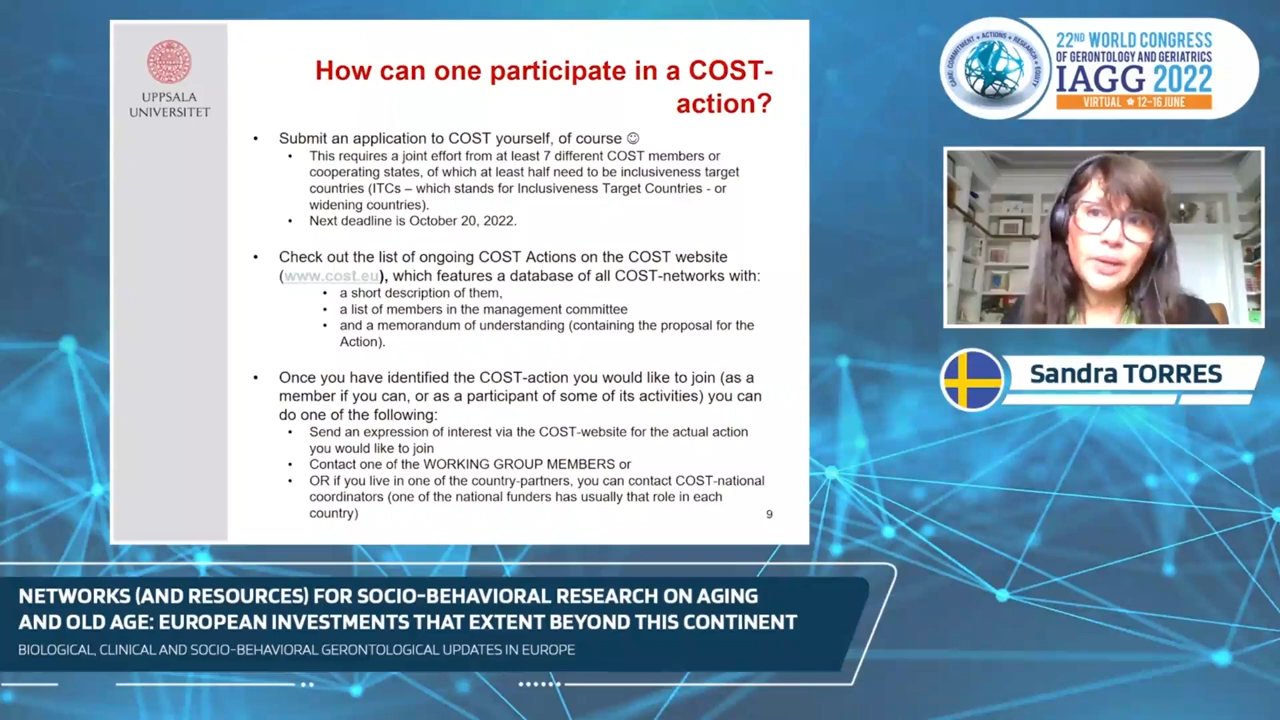 UPPSALA
UNIVERSITET
How can one participate in a COST-
action?
• Submit an application to COST yourself, of course ☺
• This requires a joint effort from at least 7 different COST members or
cooperating states, of which at least half need to be inclusiveness target
countries (ITCs – which stands for Inclusiveness Target Countries - or
widening countries).
• Next deadline is October 20, 2022.
• Check out the list of ongoing COST Actions on the COST website
(www.cost.eu), which features a database of all COST-networks with:
• a short description of them,
• a list of members in the management committee
• and a memorandum of understanding (containing the proposal for the
Action).
• Once you have identified the COST-action you would like to join (as a
member if you can, or as a participant of some of its activities) you can
do one of the following:
• Send an expression of interest via the COST-website for the actual action
you would like to join
• Contact one of the WORKING GROUP MEMBERS or
• OR if you live in one of the country-partners, you can contact COST-national
coordinators (one of the national funders has usually that role in each
country)
9
CARE COMMITMENT • ACTIONS • RESEARCH • EQUITY
22ND WORLD CONGRESS
OF GERONTOLOGY AND GERIATRICS
IAGG 2022
VIRTUAL 12-16 JUNE
Sandra TORRES
NETWORKS (AND RESOURCES) FOR SOCIO-BEHAVIORAL RESEARCH ON AGING
AND OLD AGE: EUROPEAN INVESTMENTS THAT EXTENT BEYOND THIS CONTINENT
BIOLOGICAL, CLINICAL AND SOCIO-BEHAVIORAL GERONTOLOGICAL UPDATES IN EUROPE